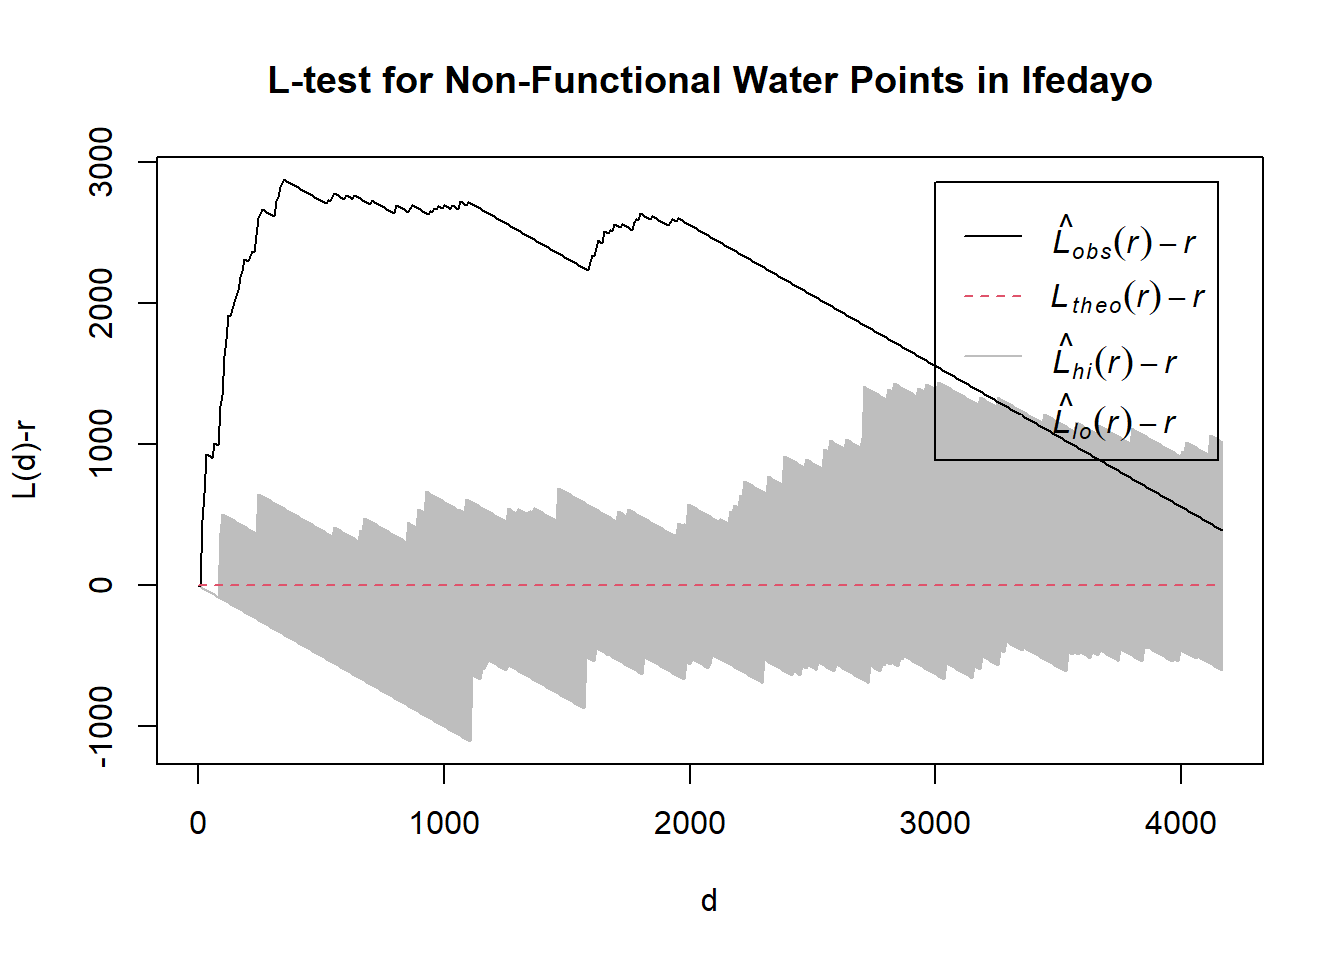 L-test for Non-Functional Water Points in Ifedayo
L(d)-r
3000
2000
1000
0
-1000
L̂obs(r) – r
Ltheo(r) – r
L̂hi(r) – r
L̂lo(r) – r
0 1000 2000 3000 4000
d